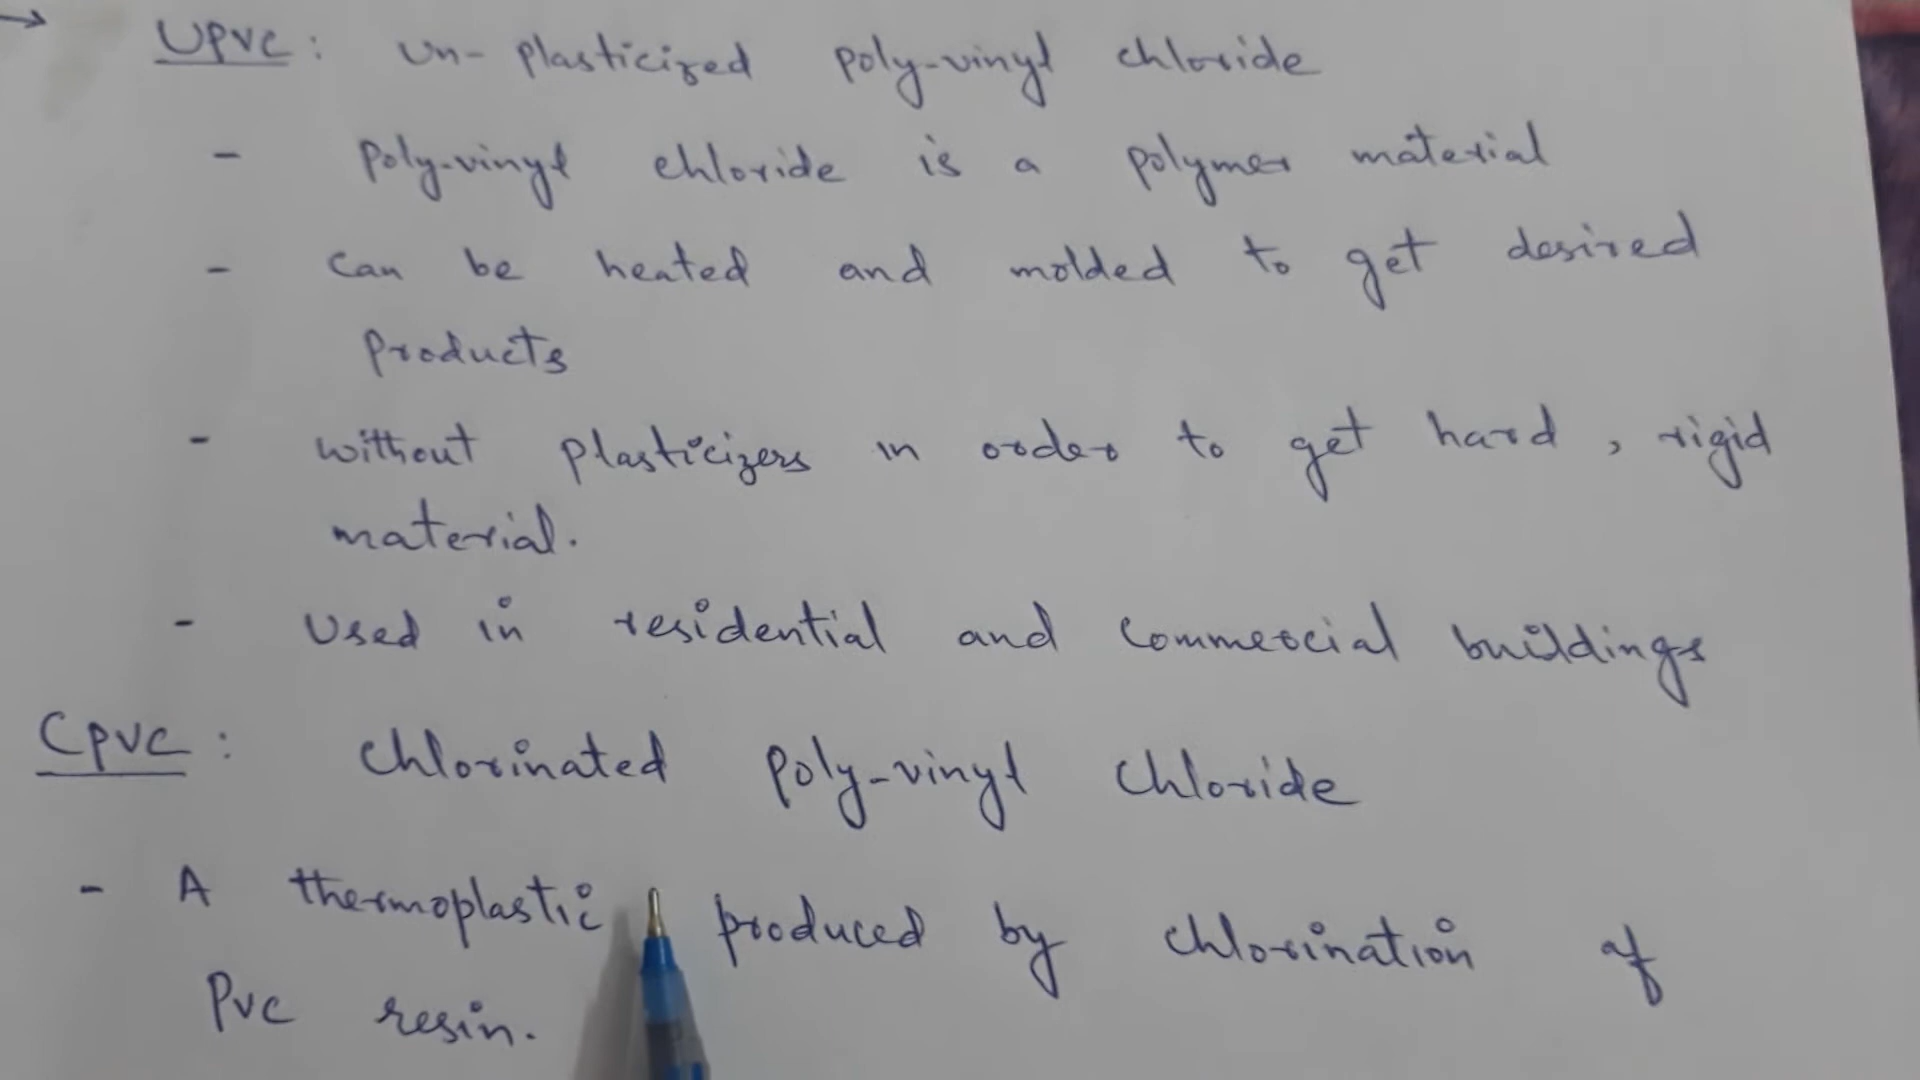 → UPVC : Un-plasticized poly-vinyl chloride
- Poly-vinyl chloride is a polymer material
- Can be heated and molded to get desired
products
- without plasticizers in order to get hard, rigid
material.
- Used in residential and commercial buildings
CPVC : Chlorinated poly-vinyl chloride
- A thermoplastic produced by chlorination of
PVC resin.